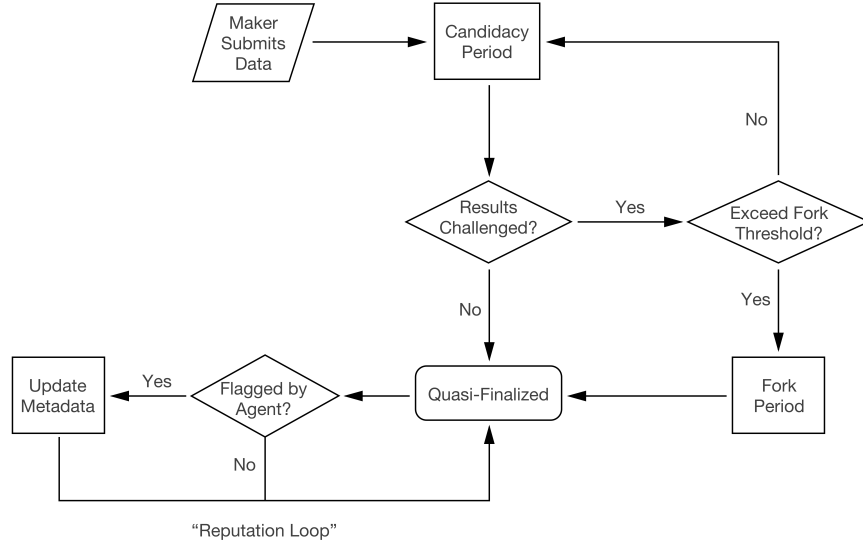 Maker
Submits
Data
Candidacy
Period
No
Results
Challenged?
Yes
Exceed Fork
Threshold?
No
Yes
Update
Metadata
Yes
Flagged by
Agent?
Quasi-Finalized
Fork
Period
No
“Reputation Loop”